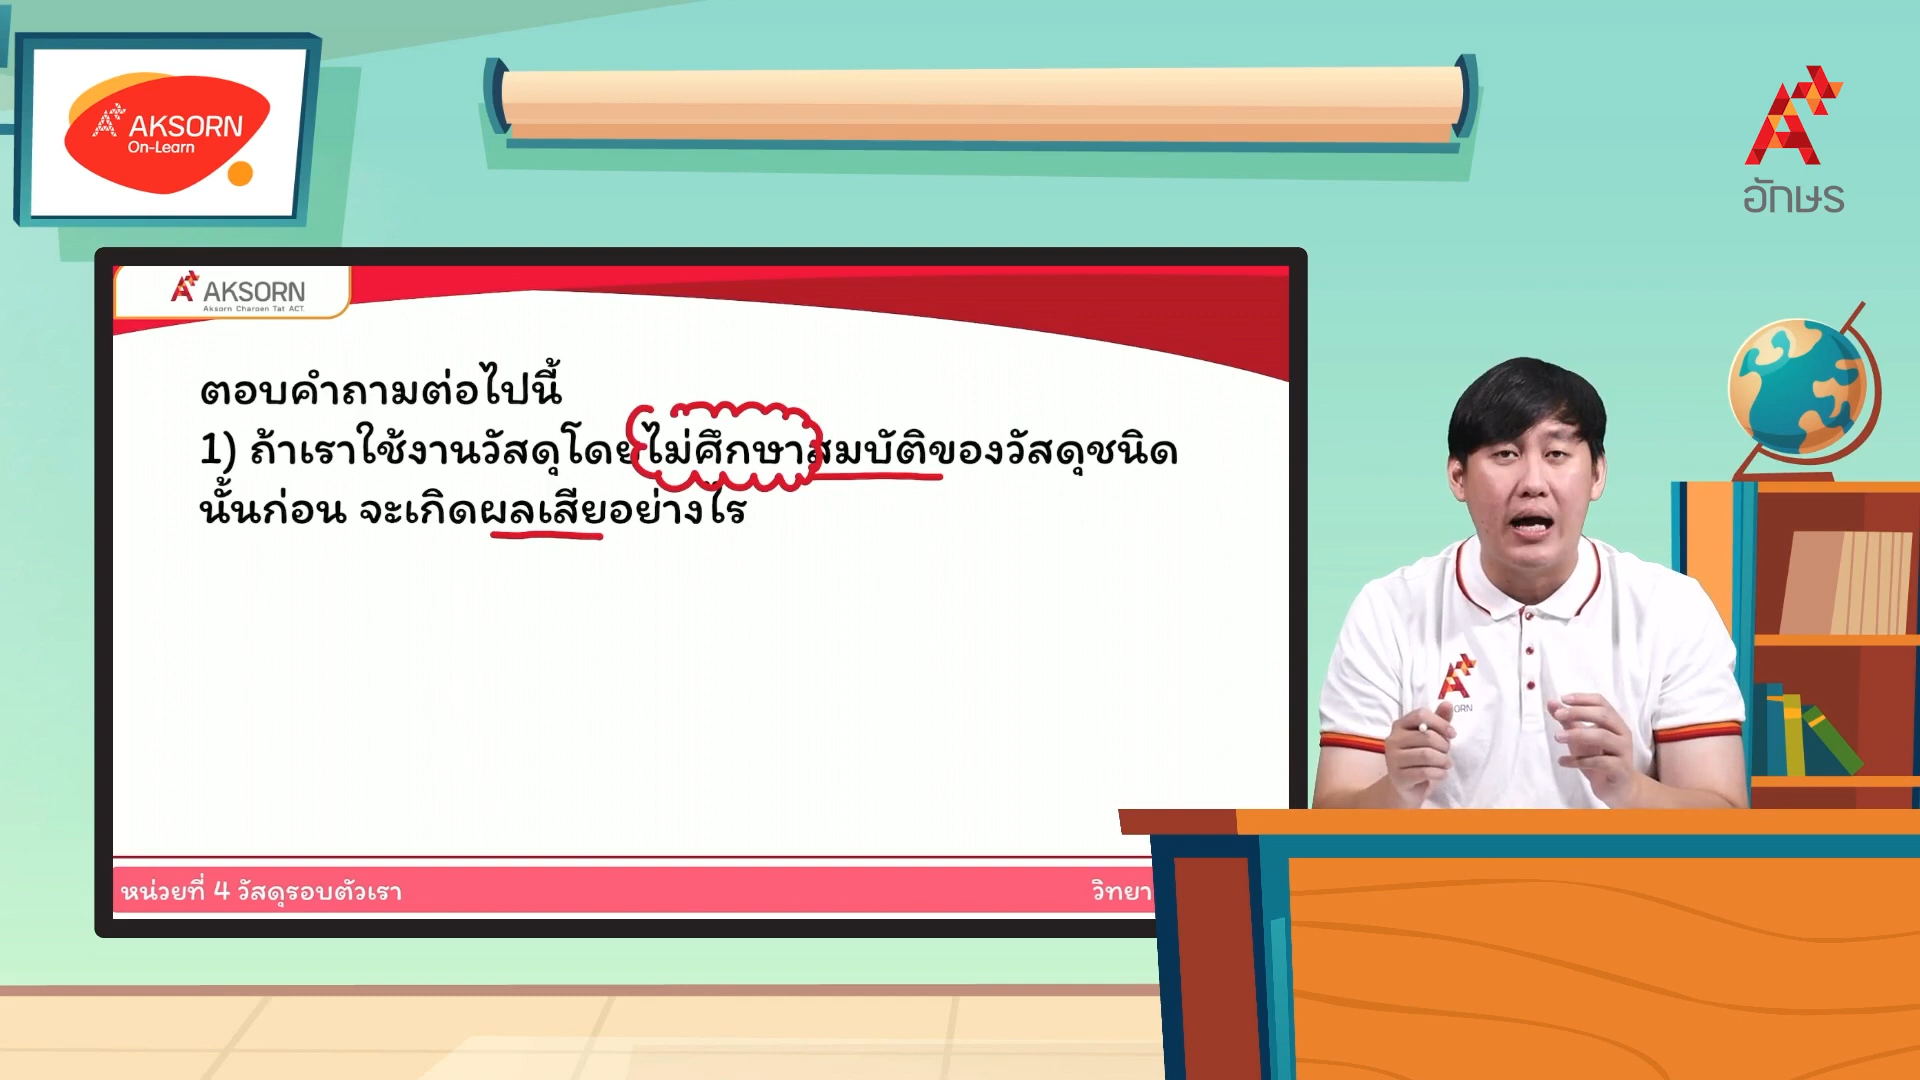 AKSORN
On-Learn
อักษร
AKSORN
Aksorn Charoen Tat ACT.
ตอบคำถามต่อไปนี้
1) ถ้าเราใช้งานวัสดุโดยไม่ศึกษาสมบัติของวัสดุชนิด
นั้นก่อน จะเกิดผลเสียอย่างไร
ORN
หน่วยที่ 4 วัสดุรอบตัวเรา
วิทยา